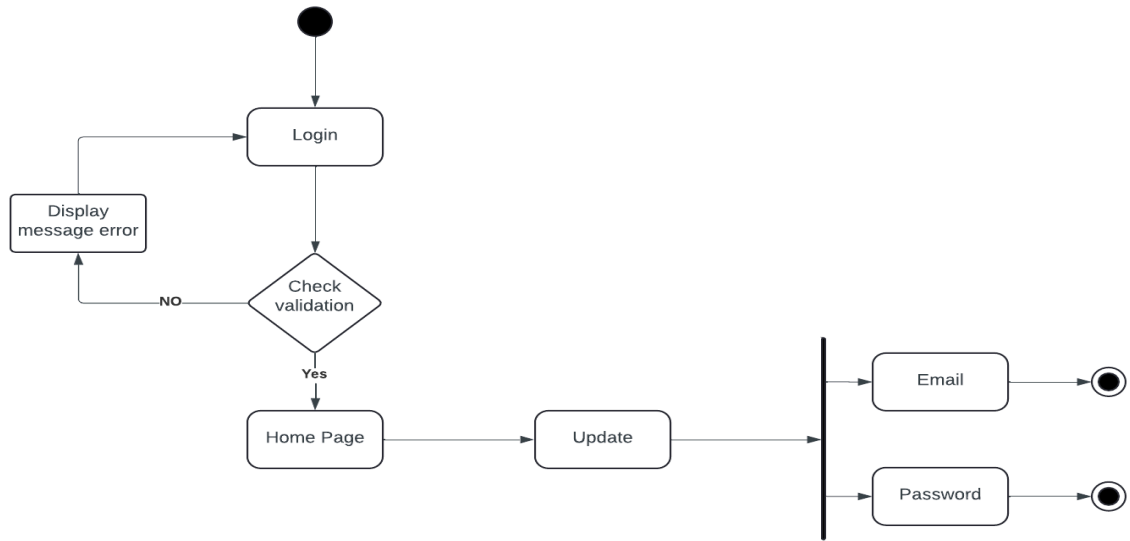 Login
Display
message error
Check
validation
NO
Yes
Email
Home Page
Update
Password